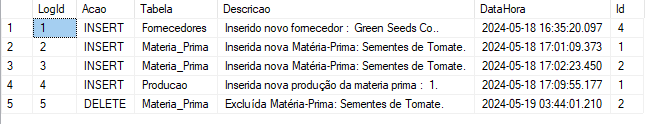 LogId Acao Tabela Descricao DataHora Id
1 1 INSERT Fornecedores Inserido novo fornecedor : Green Seeds Co.. 2024-05-18 16:35:20.097 4
2 2 INSERT Materia_Prima Inserida nova Matéria-Prima: Sementes de Tomate. 2024-05-18 17:01:09.373 1
3 3 INSERT Materia_Prima Inserida nova Matéria-Prima: Sementes de Tomate. 2024-05-18 17:02:23.450 2
4 4 INSERT Producao Inserida nova produção da materia prima : 1. 2024-05-18 17:09:55.177 1
5 5 DELETE Materia_Prima Excluída Matéria-Prima: Sementes de Tomate. 2024-05-19 03:44:01.210 2